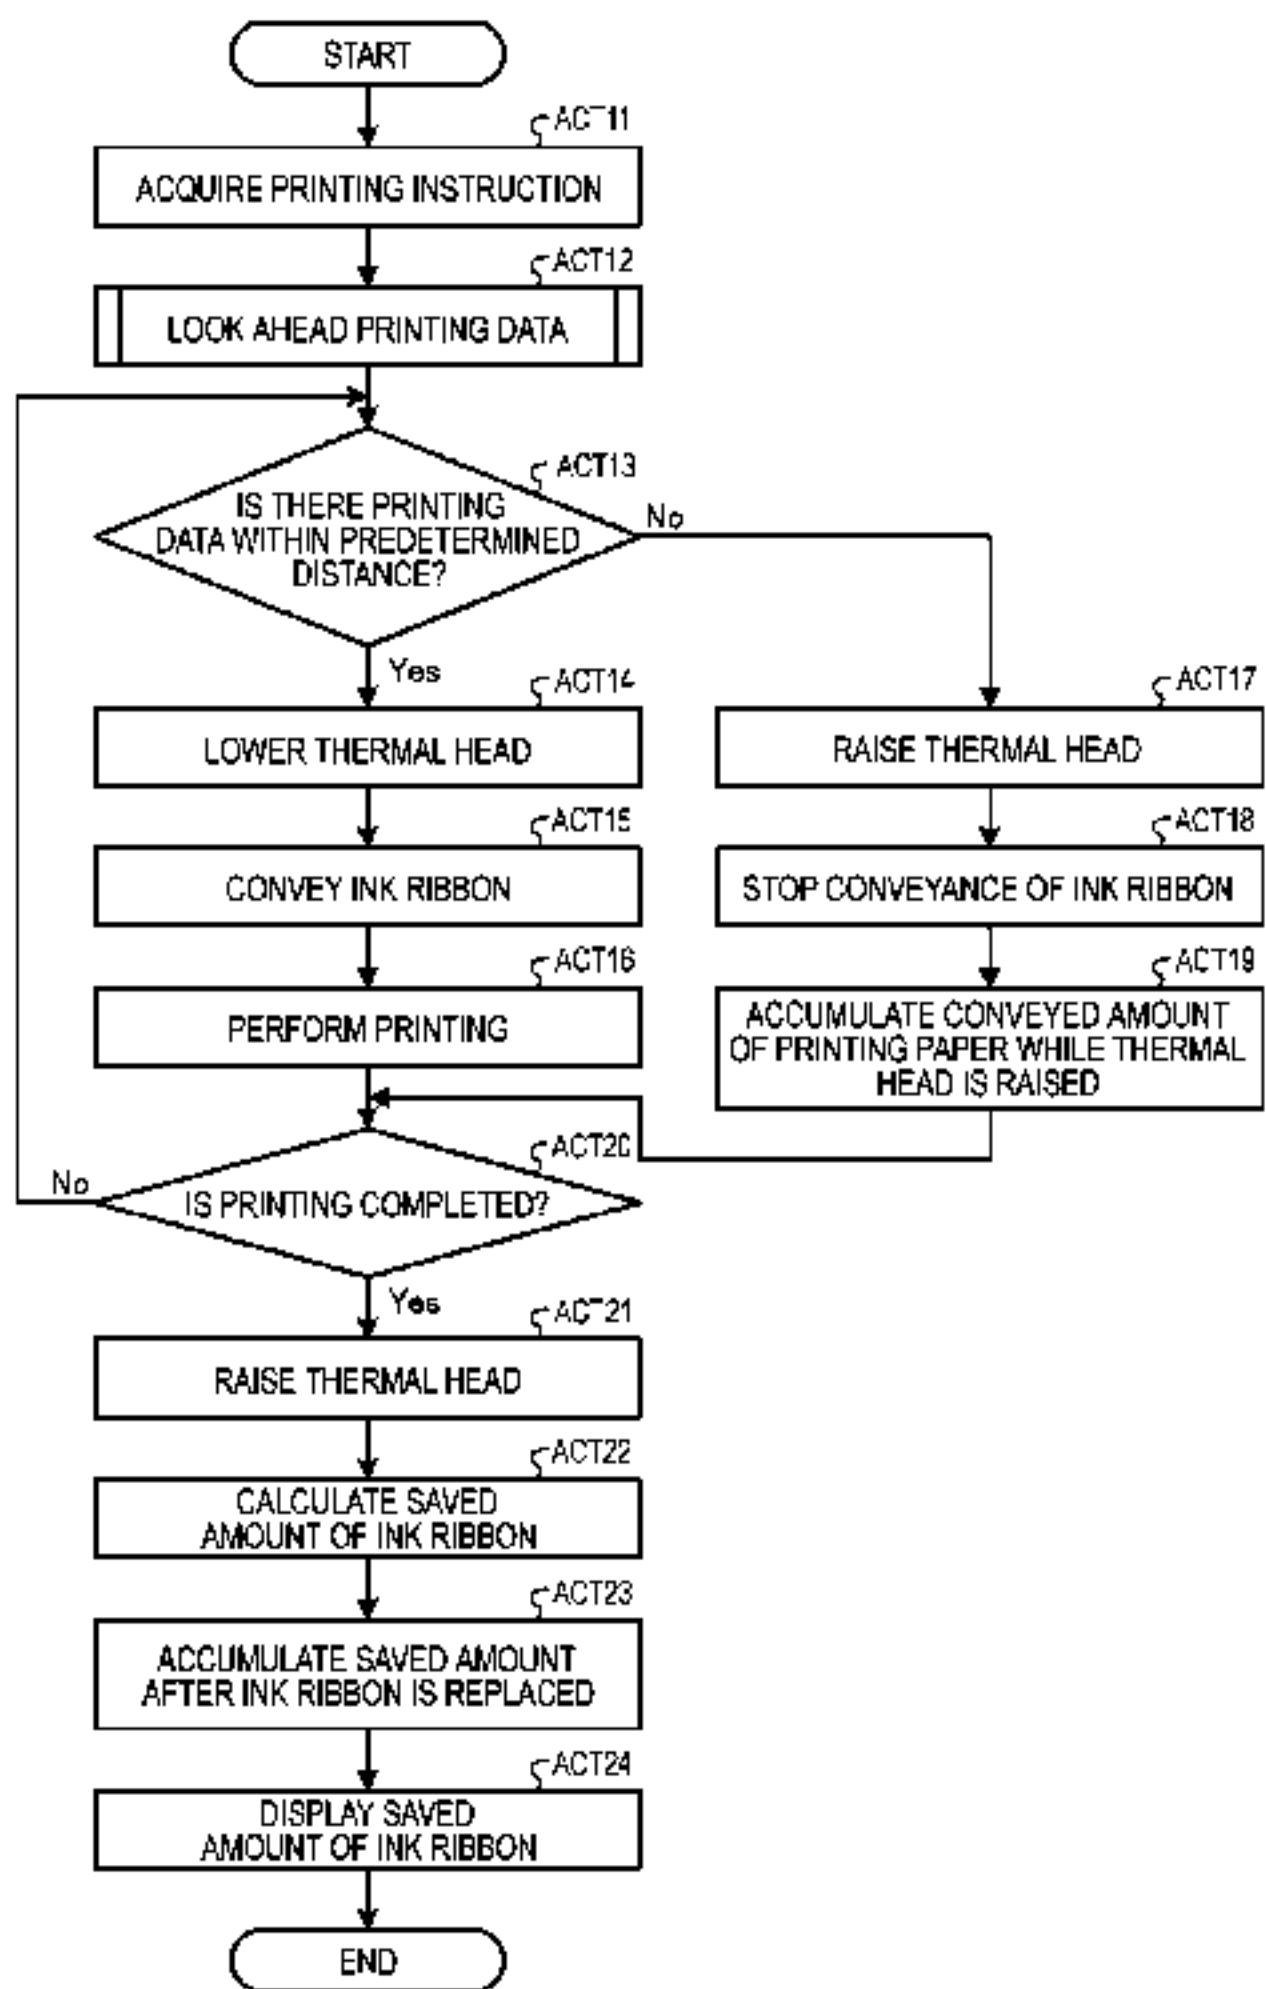 START
ACT11
ACQUIRE PRINTING INSTRUCTION
ACT12
LOOK AHEAD PRINTING DATA
ACT13
IS THERE PRINTING
DATA WITHIN PREDETERMINED
DISTANCE?
No
Yes
ACT14
LOWER THERMAL HEAD
ACT15
CONVEY INK RIBBON
ACT16
PERFORM PRINTING
ACT17
RAISE THERMAL HEAD
ACT18
STOP CONVEYANCE OF INK RIBBON
ACT19
ACCUMULATE CONVEYED AMOUNT
OF PRINTING PAPER WHILE THERMAL
HEAD IS RAISED
ACT20
IS PRINTING COMPLETED?
No
Yes
ACT21
RAISE THERMAL HEAD
ACT22
CALCULATE SAVED
AMOUNT OF INK RIBBON
ACT23
ACCUMULATE SAVED AMOUNT
AFTER INK RIBBON IS REPLACED
ACT24
DISPLAY SAVED
AMOUNT OF INK RIBBON
END